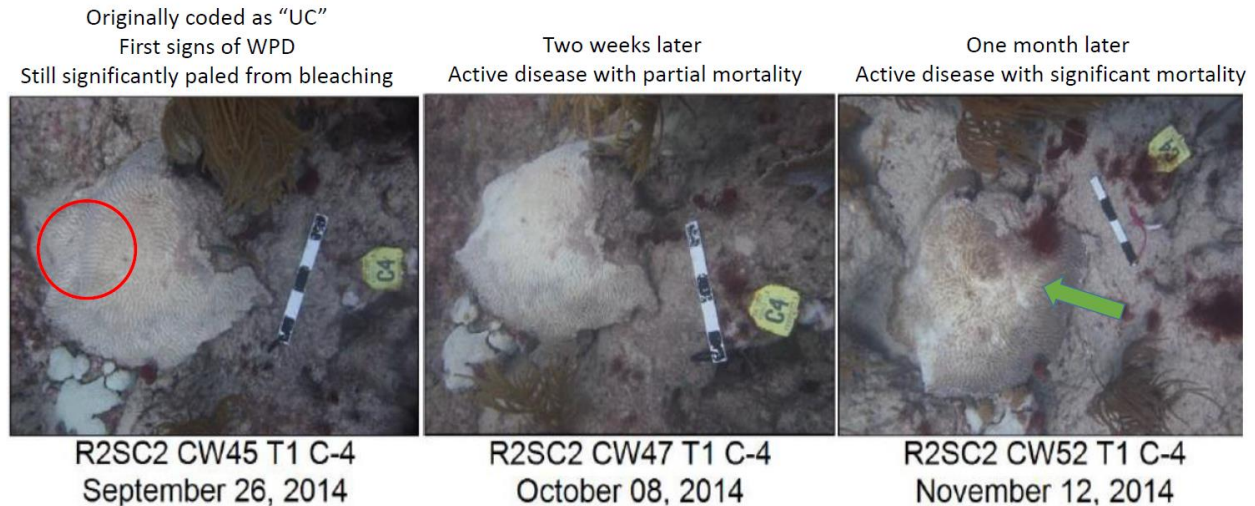 Originally coded as “UC”
First signs of WPD
Still significantly paled from bleaching
Two weeks later
Active disease with partial mortality
One month later
Active disease with significant mortality
C4
C4
C4
R2SC2 CW45 T1 C-4
September 26, 2014
R2SC2 CW47 T1 C-4
October 08, 2014
R2SC2 CW52 T1 C-4
November 12, 2014